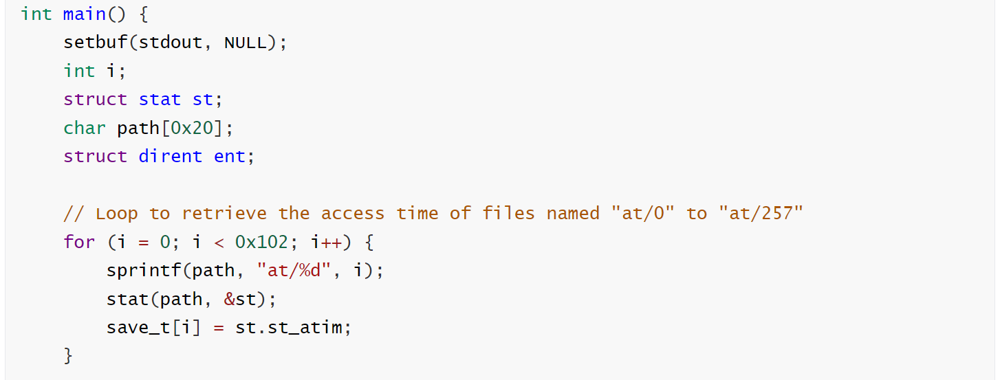 int main() {
    setbuf(stdout, NULL);
    int i;
    struct stat st;
    char path[0x20];
    struct dirent ent;

    // Loop to retrieve the access time of files named "at/0" to "at/257"
    for (i = 0; i < 0x102; i++) {
        sprintf(path, "at/%d", i);
        stat(path, &st);
        save_t[i] = st.st_atim;
    }